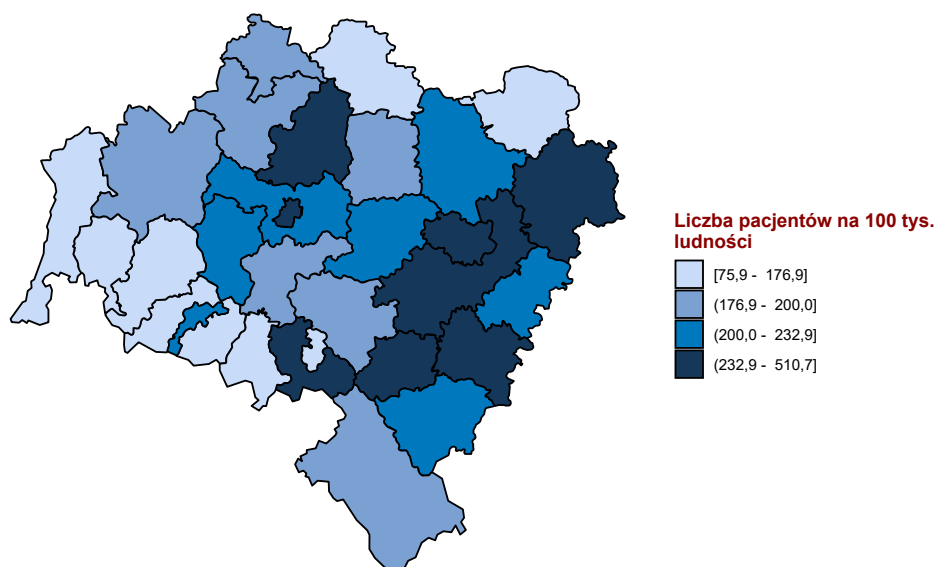 Liczba pacjentów na 100 tys.
ludności
[75,9 - 176,9]
(176,9 - 200,0]
(200,0 - 232,9]
(232,9 - 510,7]